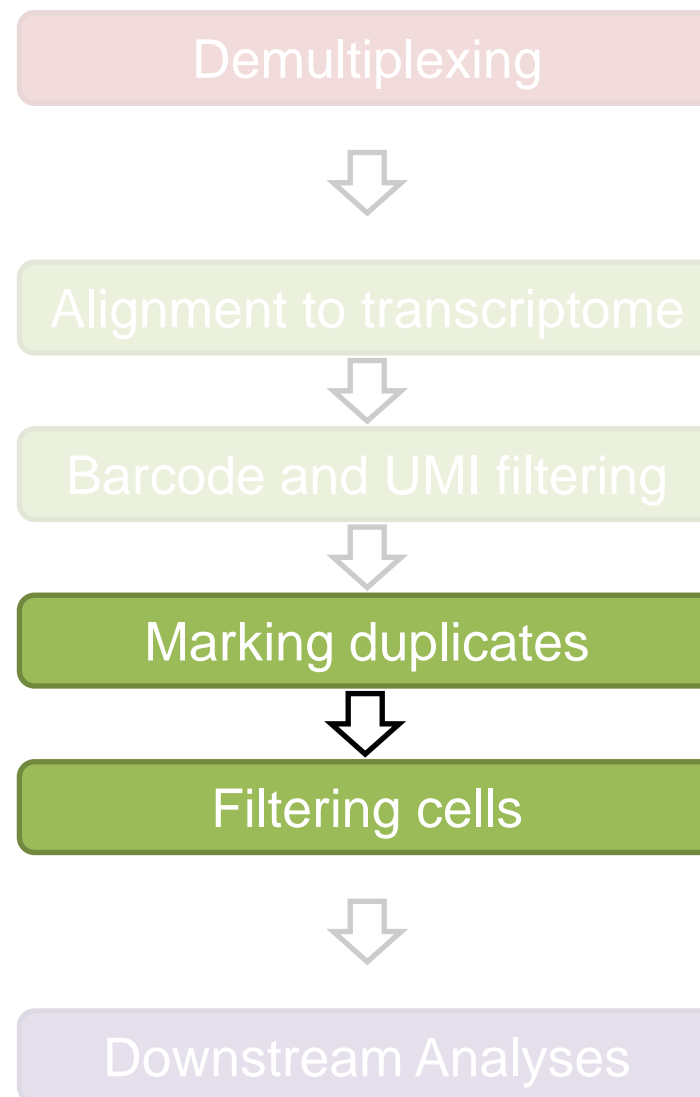 Demultiplexing
Alignment to transcriptome
Barcode and UMI filtering
Marking duplicates
Filtering cells
Downstream Analyses